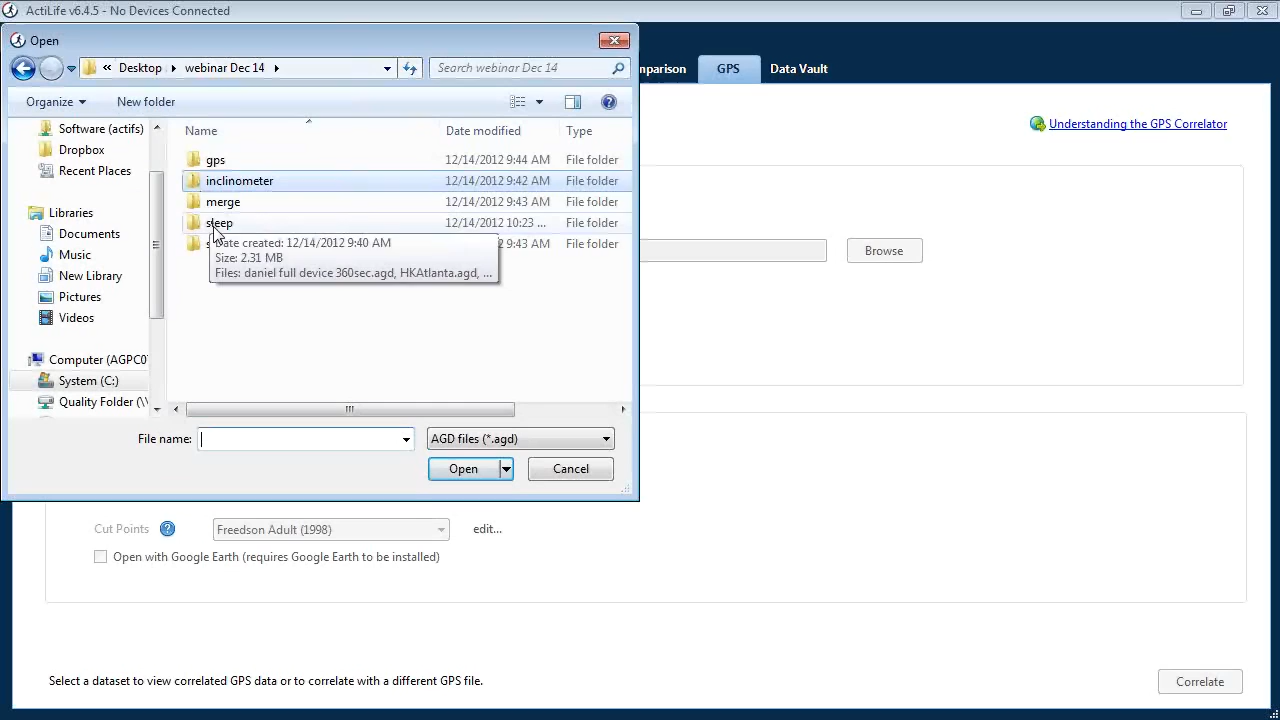 ActiLife v6.4.5 - No Devices Connected
Open
« Desktop webinar Dec 14
Search webinar Dec 14
mparison GPS Data Vault
Organize New folder
Understanding the GPS Correlator
Software (actifs)
Dropbox
Recent Places
Libraries
Documents
Music
New Library
Pictures
Videos
Computer (AGPC0
System (C:)
Quality Folder (\\
Name Date modified Type
gps 12/14/2012 9:44 AM File folder
inclinometer 12/14/2012 9:42 AM File folder
merge 12/14/2012 9:43 AM File folder
sleep 12/14/2012 10:23 ... File folder
2 9:43 AM File folder
ate created: 12/14/2012 9:40 AM
Size: 2.31 MB
Files: daniel full device 360sec.agd, HKAtlanta.agd, ...
Browse
File name: AGD files (*.agd)
Open Cancel
Cut Points Freedson Adult (1998) edit...
Open with Google Earth (requires Google Earth to be installed)
Select a dataset to view correlated GPS data or to correlate with a different GPS file.
Correlate